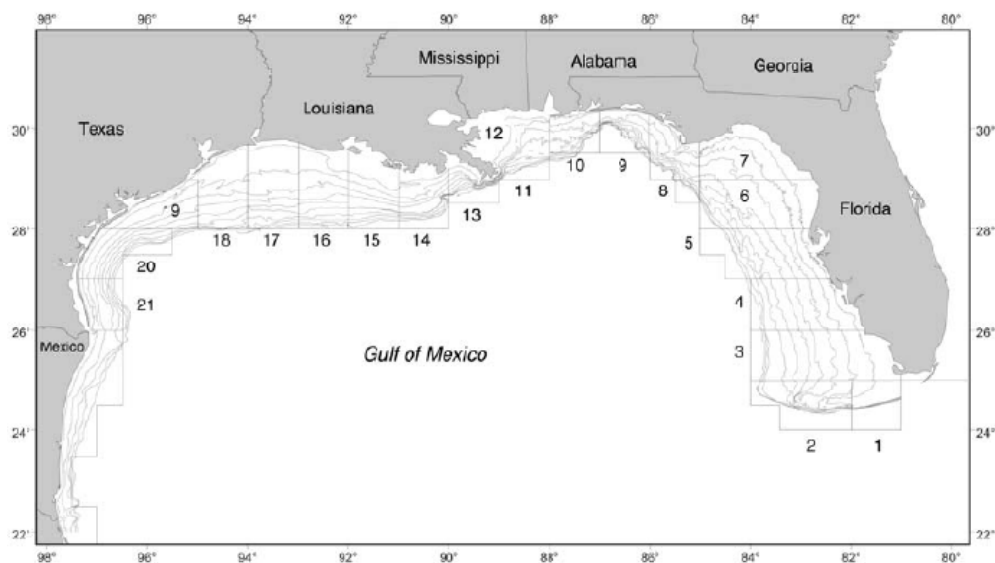 98° 96° 94° 92° 90° 88° 86° 84° 82° 80°
Mississippi Alabama Georgia
Louisiana
Texas
30' 12 30°
7
10 9
11 8 6
Florida
13
9
28' 18 17 16 15 14 5 28°
20
21 4
26' 26°
Mexico Gulf of Mexico 3
24' 24°
2 1
22' 22°
98° 96° 94° 92° 90° 88° 86° 84° 82° 80°